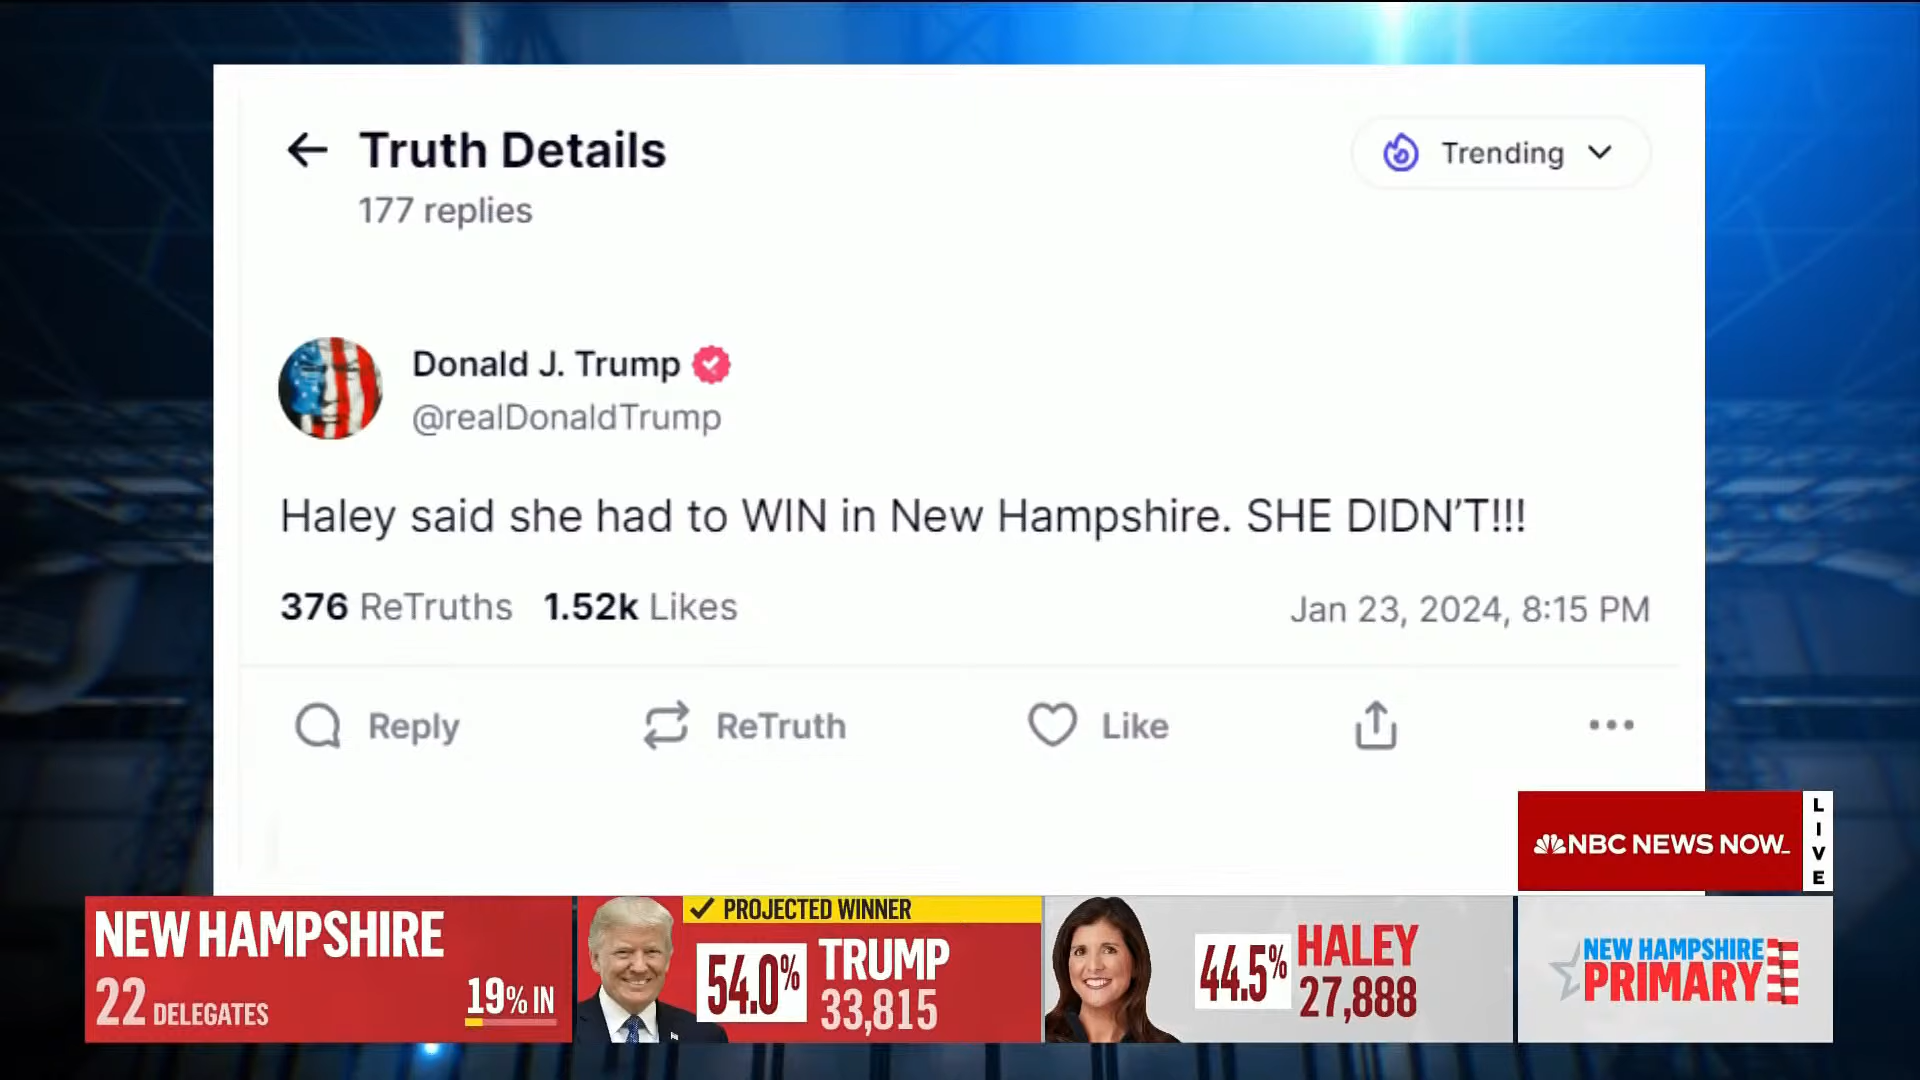 Truth Details
177 replies
Trending
Donald J. Trump
@realDonaldTrump
Haley said she had to WIN in New Hampshire. SHE DIDN’T!!!
376 ReTruths 1.52k Likes
Jan 23, 2024, 8:15 PM
Reply
ReTruth
Like
NBC NEWS NOW_
LIVE
NEW HAMPSHIRE
22 DELEGATES
19% IN
PROJECTED WINNER
54.0%
TRUMP
33,815
44.5%
HALEY
27,888
NEW HAMPSHIRE
PRIMARY